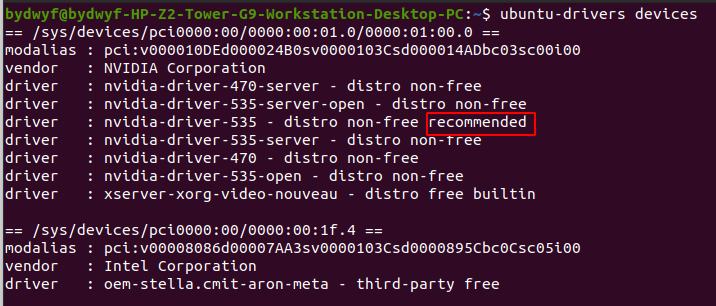 bydwyf@bydwyf-HP-Z2-Tower-G9-Workstation-Desktop-PC:~$ ubuntu-drivers devices
== /sys/devices/pci0000:00/0000:00:01.0/0000:01:00.0 ==
modalias : pci:v000010DEd000024B0sv0000103Csd000014ADbc03sc00i00
vendor   : NVIDIA Corporation
driver   : nvidia-driver-470-server - distro non-free
driver   : nvidia-driver-535-server-open - distro non-free
driver   : nvidia-driver-535 - distro non-free recommended
driver   : nvidia-driver-535-server - distro non-free
driver   : nvidia-driver-470 - distro non-free
driver   : nvidia-driver-535-open - distro non-free
driver   : xserver-xorg-video-nouveau - distro free builtin

== /sys/devices/pci0000:00/0000:00:1f.4 ==
modalias : pci:v00008086d00007AA3sv0000103Csd0000895Cbc0Csc05i00
vendor   : Intel Corporation
driver   : oem-stella.cmit-aron-meta - third-party free